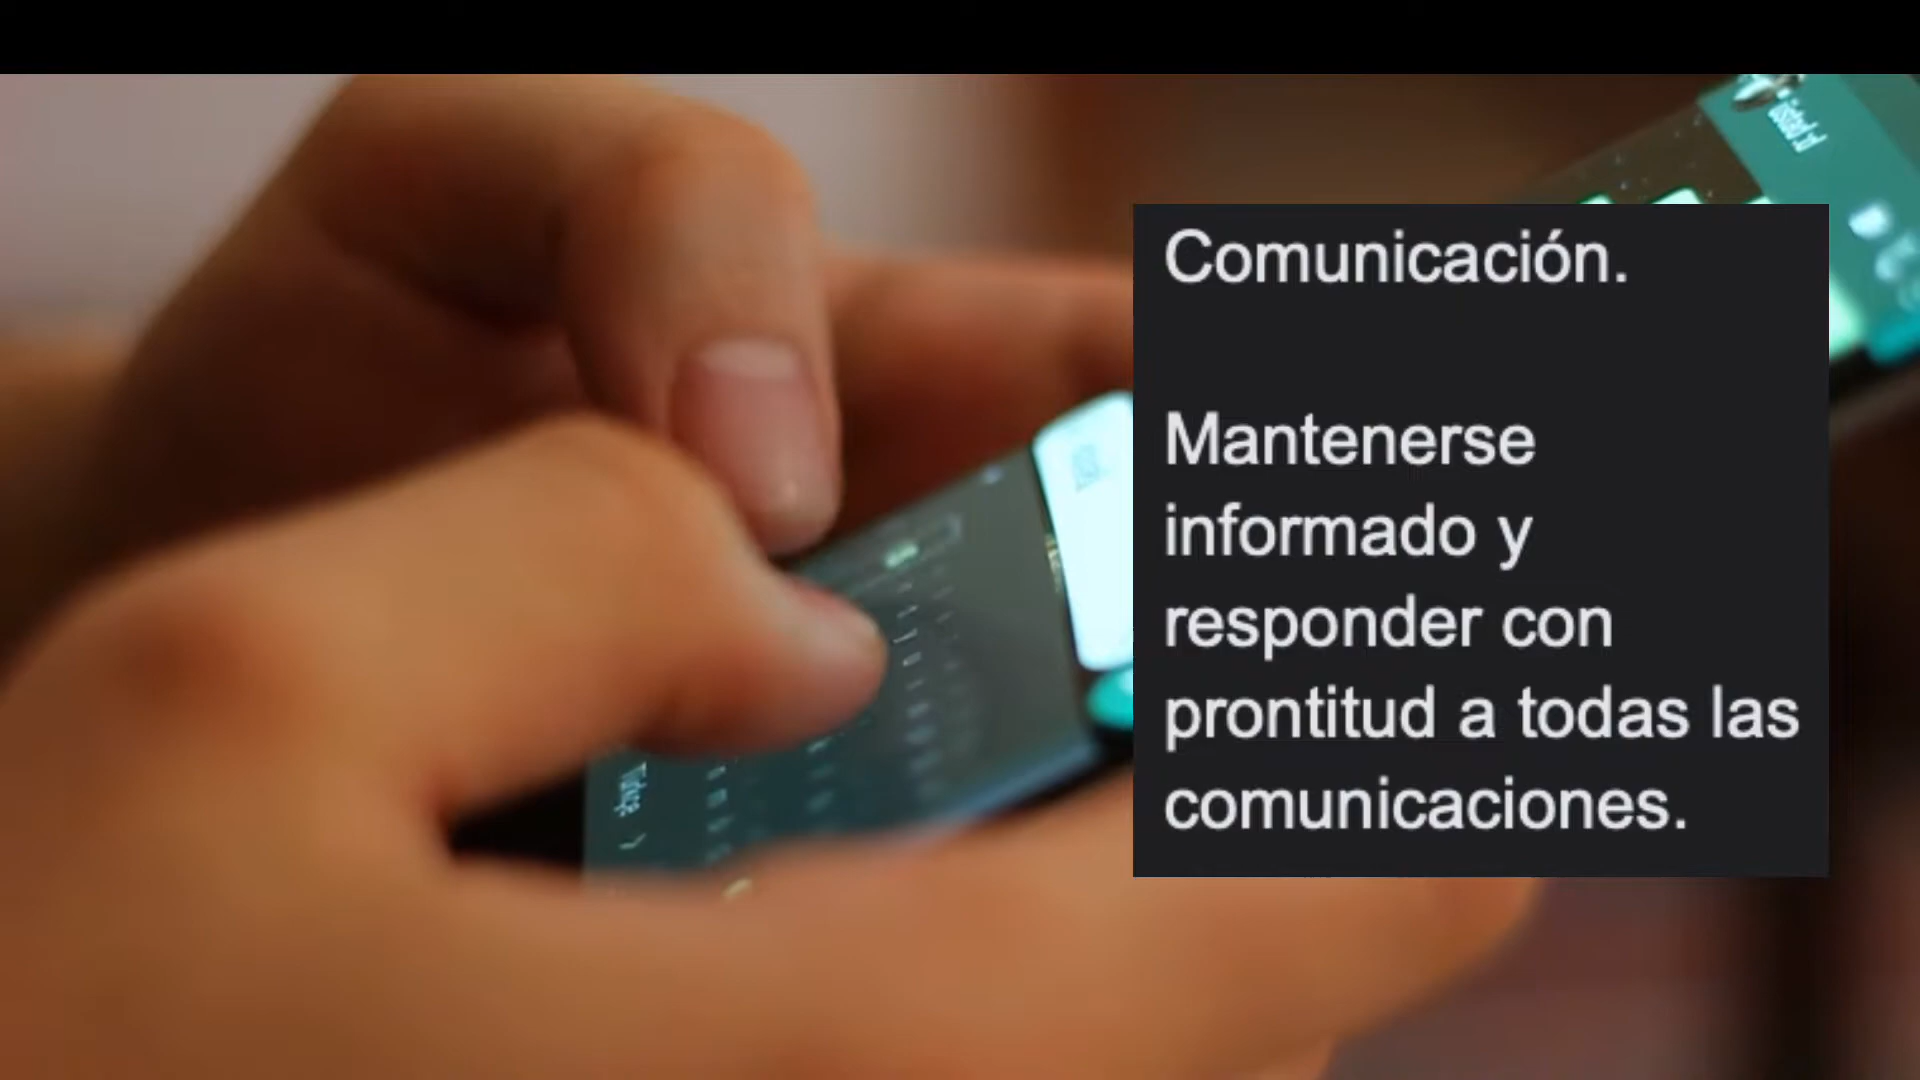 Comunicación.
Mantenerse
informado y
responder con
prontitud a todas las
comunicaciones.